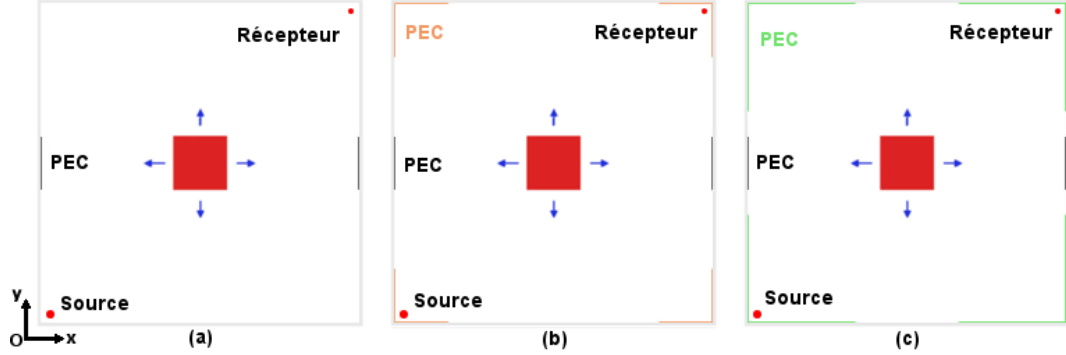 Récepteur
PEC
Source
y
O x
(a)
PEC
Récepteur
PEC
Source
(b)
PEC
Récepteur
PEC
Source
(c)